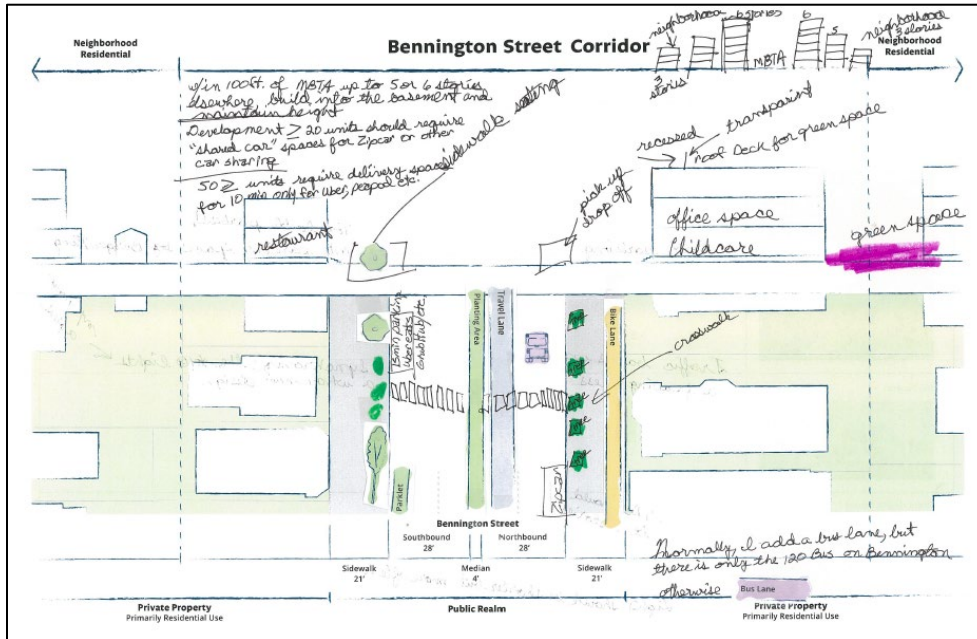 Neighborhood
Residential
Bennington Street Corridor
neighborhood
6 stories
6
5
neighborhood
3 stories
MBTA
3
stories
Neighborhood
Residential
w/in 100ft. of MBTA up to 5 or 6 stories,
elsewhere build into the basement and
maintain height
Development ≥ 20 units should require
"shared car" spaces for Zipcar or other
car sharing
50 ≥ units require delivery spaces
for 10 min only for Uber, peapod etc.
sidewalk seating
recessed
transparint
roof Deck for green space
pick up
drop off
restaurant
office space
Childcare
green space
15min parking
Ubereats
Grubhub, etc.
Planting Area
Travel Lane
Bike Lane
crosswalk
Parklet
Zipcar
Bennington Street
Southbound
28'
Northbound
28'
Sidewalk
21'
Median
4'
Sidewalk
21'
Normally, I add a bus lane, but
there is only the 120 Bus on Bennington
otherwise
Bus Lane
Private Property
Primarily Residential Use
Public Realm
Private Property
Primarily Residential Use